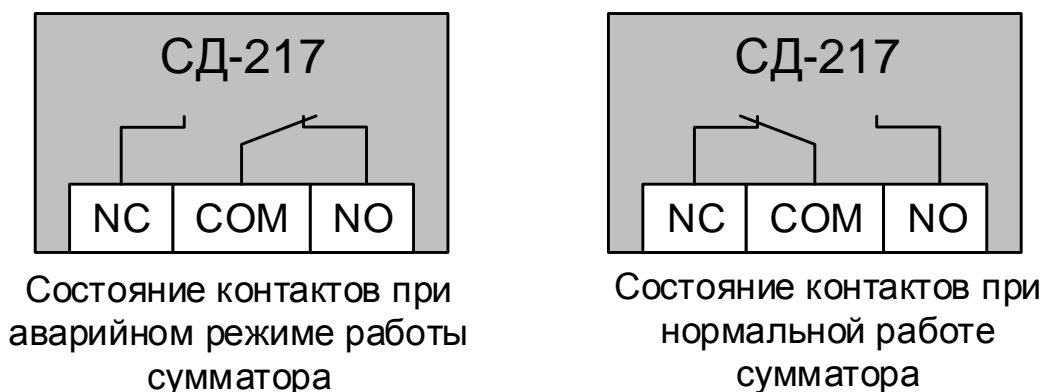 СД-217
NC COM NO
Состояние контактов при
аварийном режиме работы
сумматора
СД-217
NC COM NO
Состояние контактов при
нормальной работе
сумматора